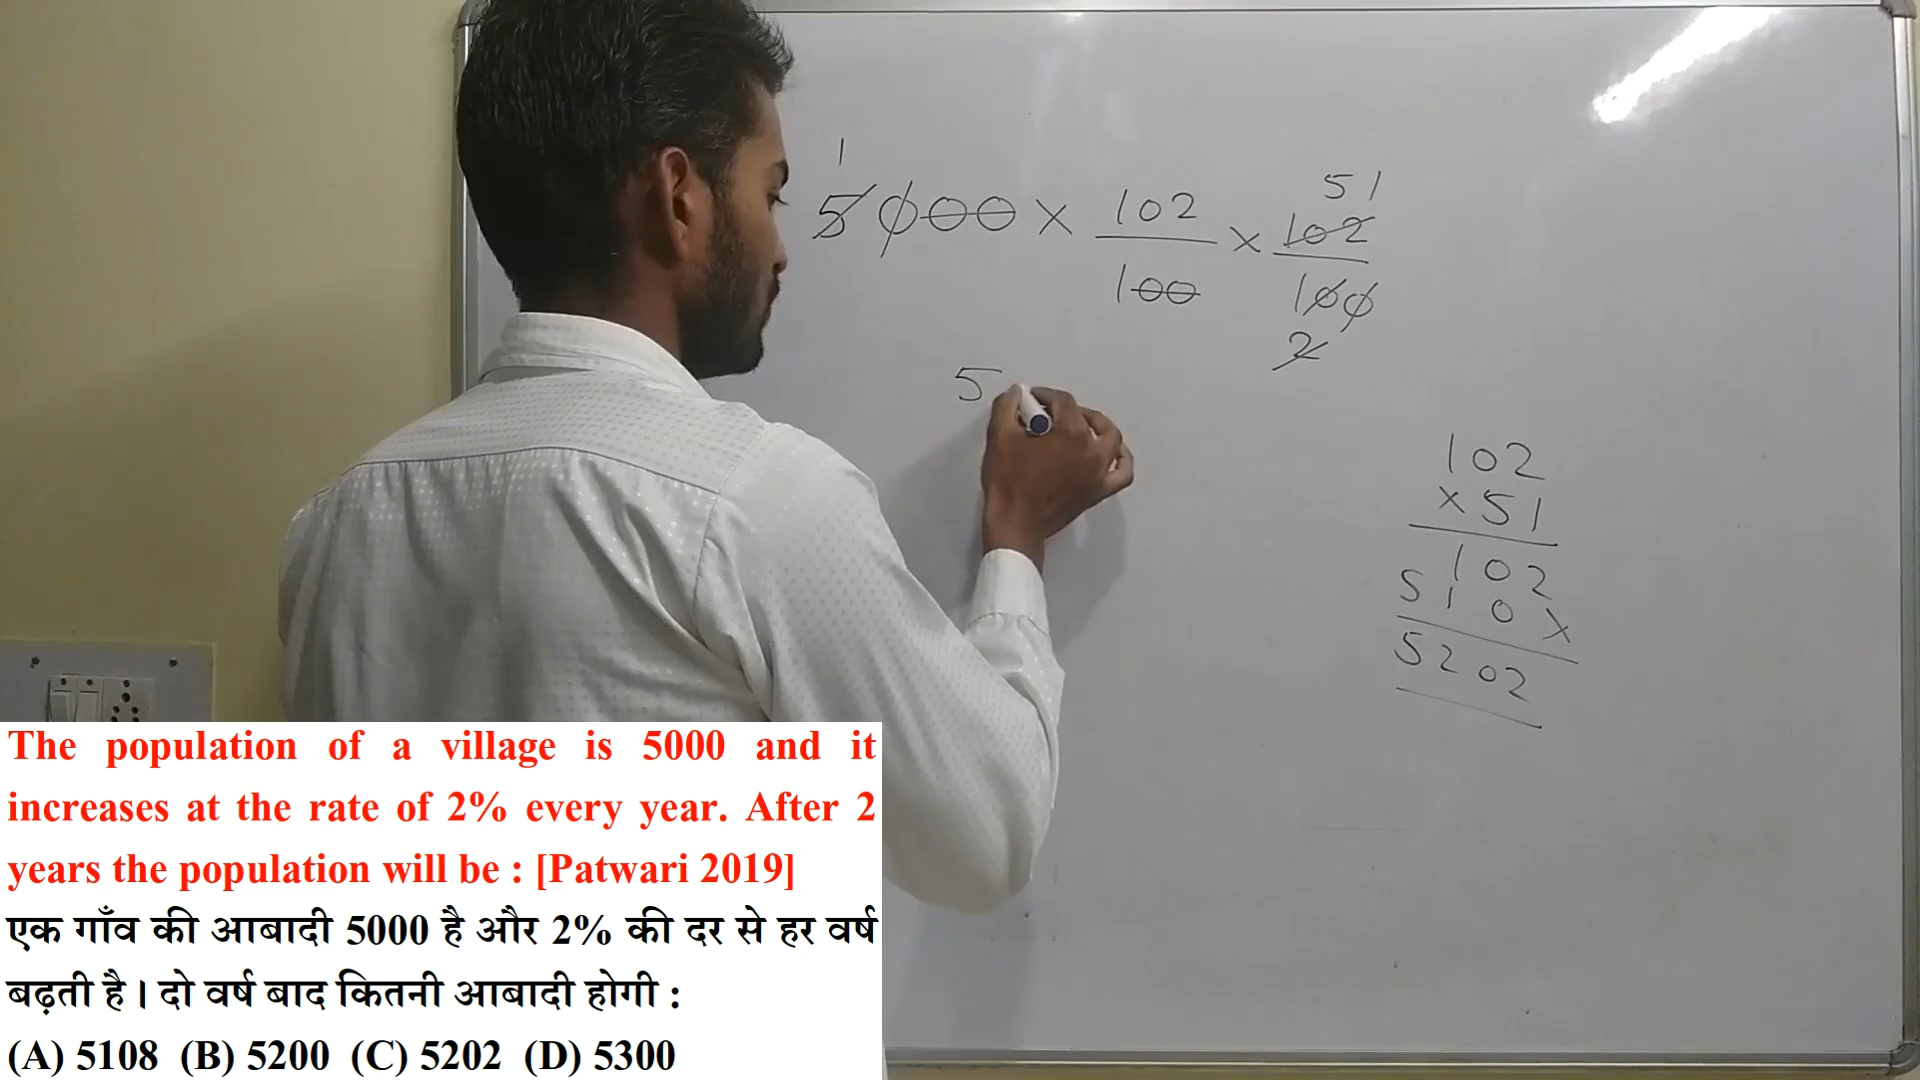 1
51
5000 × 102 × 102
100 100
2
5
102
× 51
102
510 ×
5202
The population of a village is 5000 and it
increases at the rate of 2% every year. After 2
years the population will be : [Patwari 2019]
एक गाँव की आबादी 5000 है और 2% की दर से हर वर्ष
बढ़ती है। दो वर्ष बाद कितनी आबादी होगी :
(A) 5108 (B) 5200 (C) 5202 (D) 5300